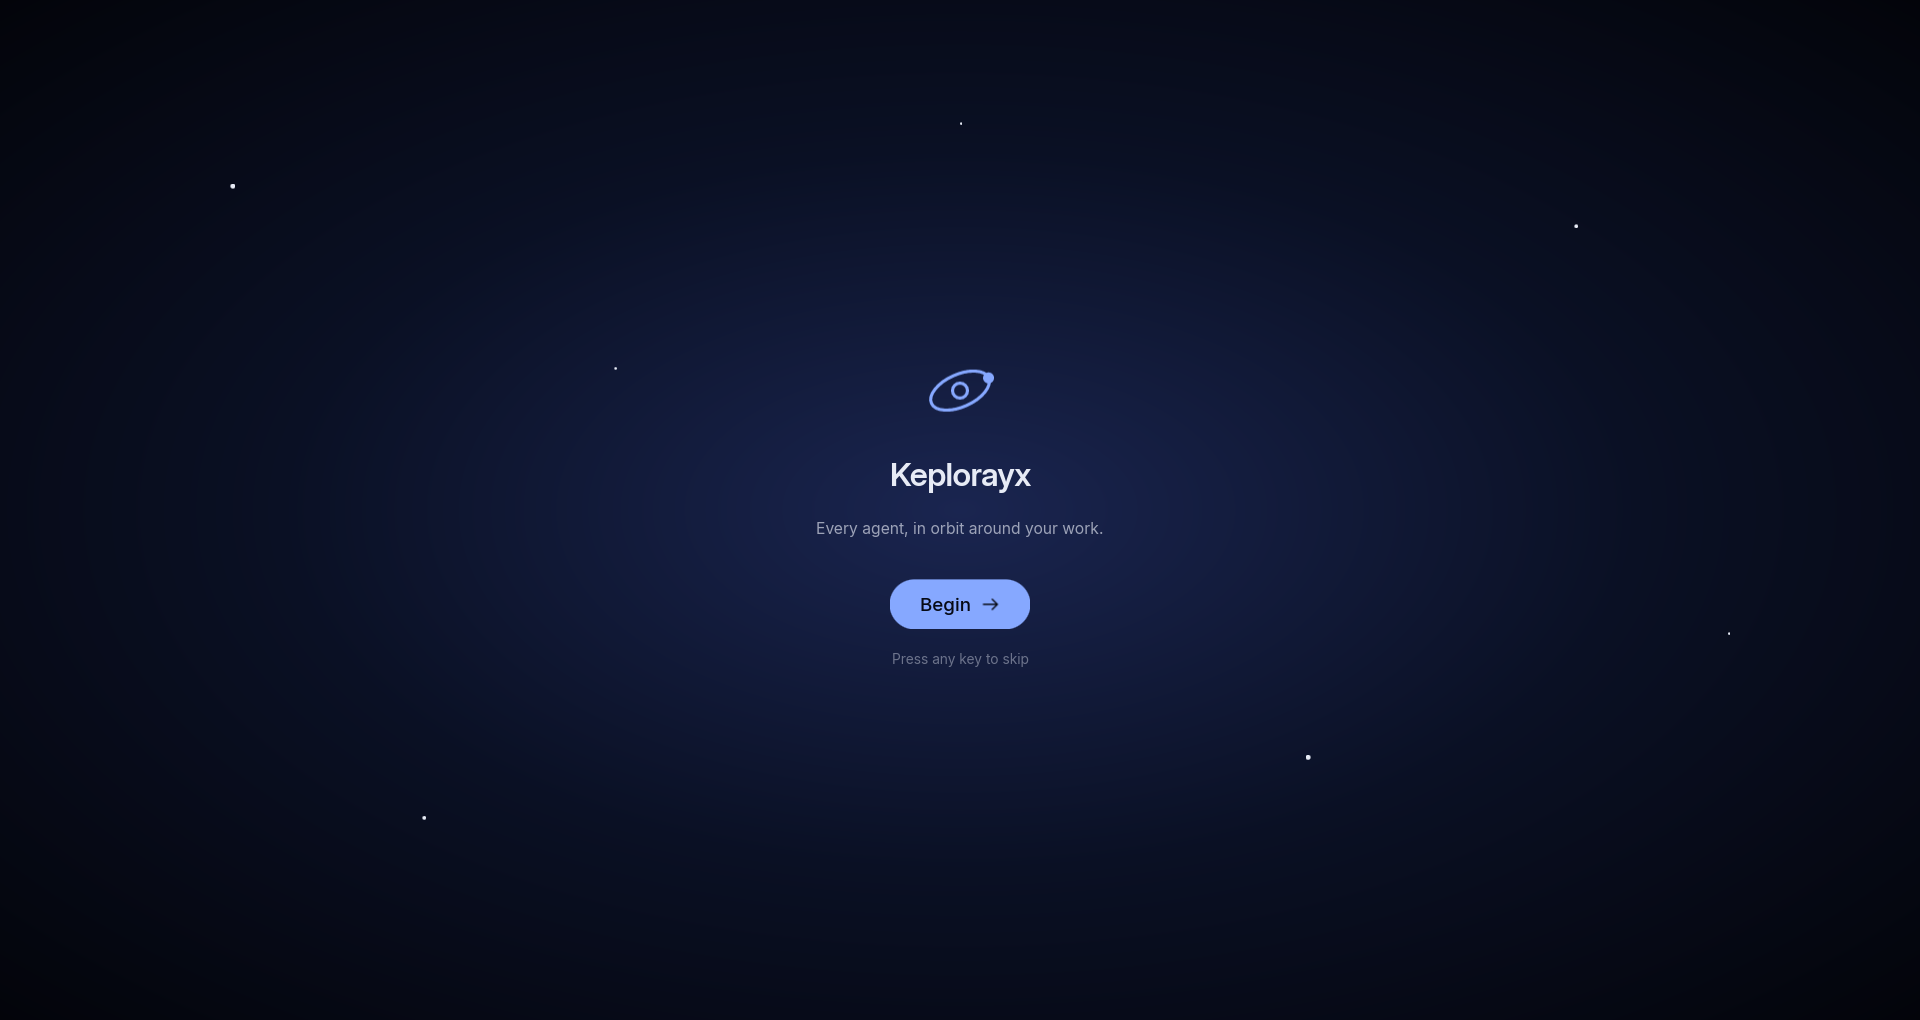 Keplorayx
Every agent, in orbit around your work.
Begin →
Press any key to skip